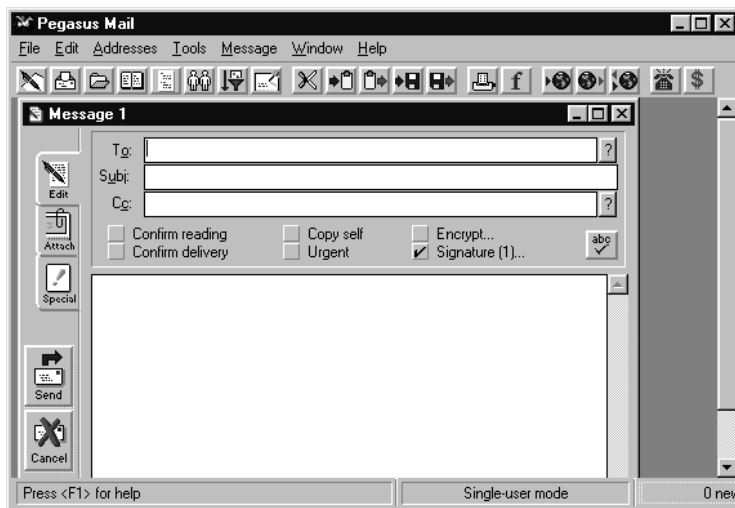 Pegasus Mail
File Edit Addresses Tools Message Window Help
f $
Message 1
To: ?
Subj:
Cc: ?
Edit
Attach
Special
Confirm reading Copy self Encrypt...
Confirm delivery Urgent Signature (1)...
abc
Send
Cancel
Press <F1> for help Single-user mode 0 new